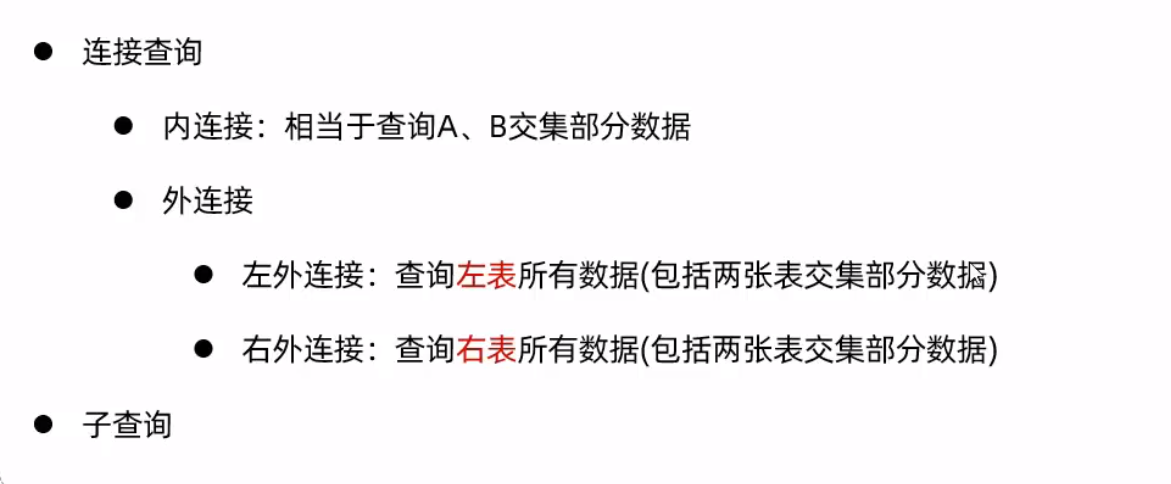 连接查询
内连接：相当于查询A、B交集部分数据
外连接
左外连接：查询左表所有数据(包括两张表交集部分数据)
右外连接：查询右表所有数据(包括两张表交集部分数据)
子查询